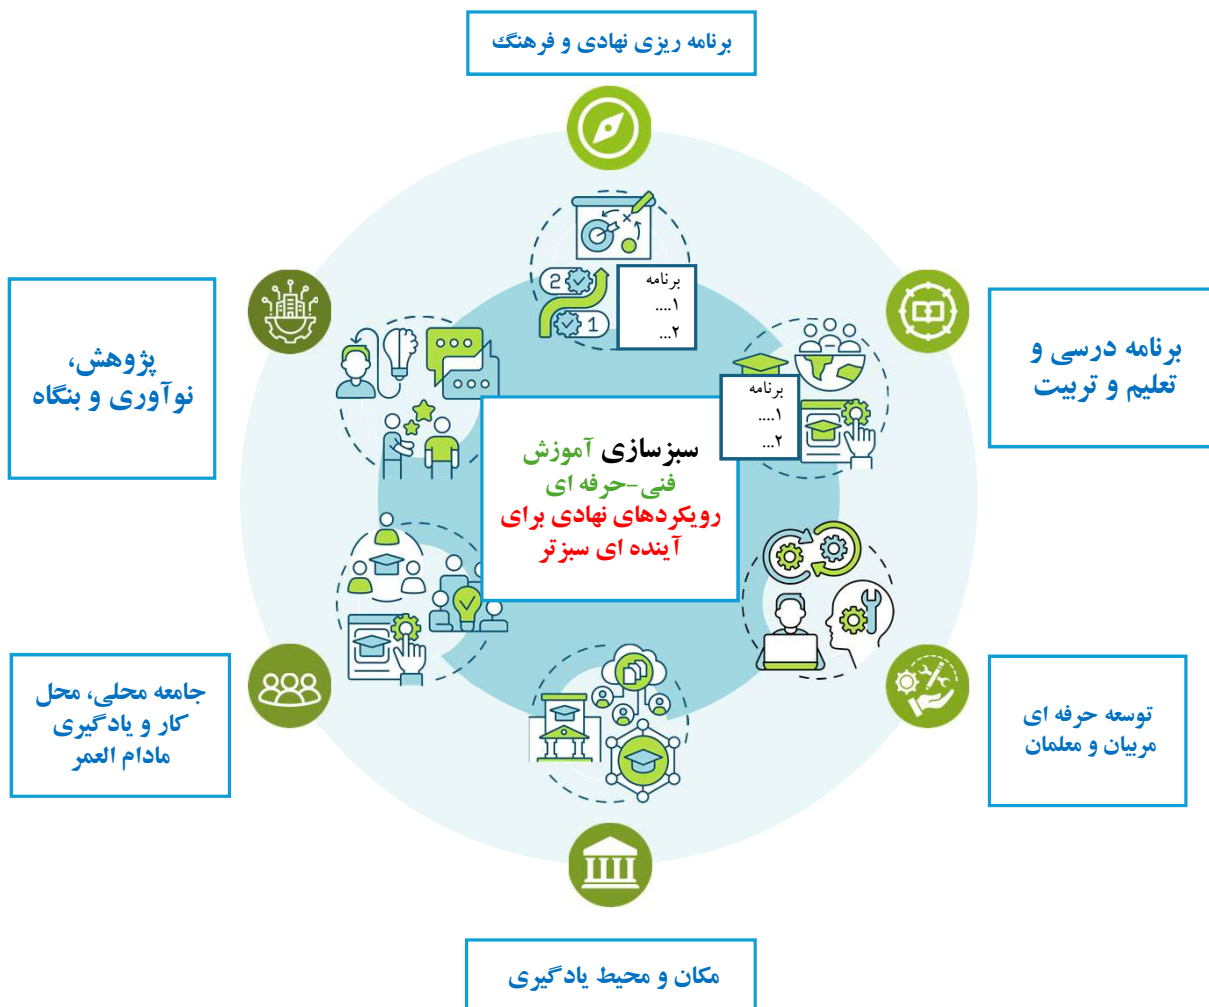 برنامه ریزی نهادی و فرهنگ
برنامه
۱....
۲...
2
1
برنامه درسی و
تعلیم و تربیت
برنامه
۱....
۲...
پژوهش،
نوآوری و بنگاه
سبزسازی آموزش
فنی-حرفه ای
رویکردهای نهادی برای
آینده ای سبزتر
توسعه حرفه ای
مربیان و معلمان
جامعه محلی، محل
کار و یادگیری
مادام العمر
مکان و محیط یادگیری